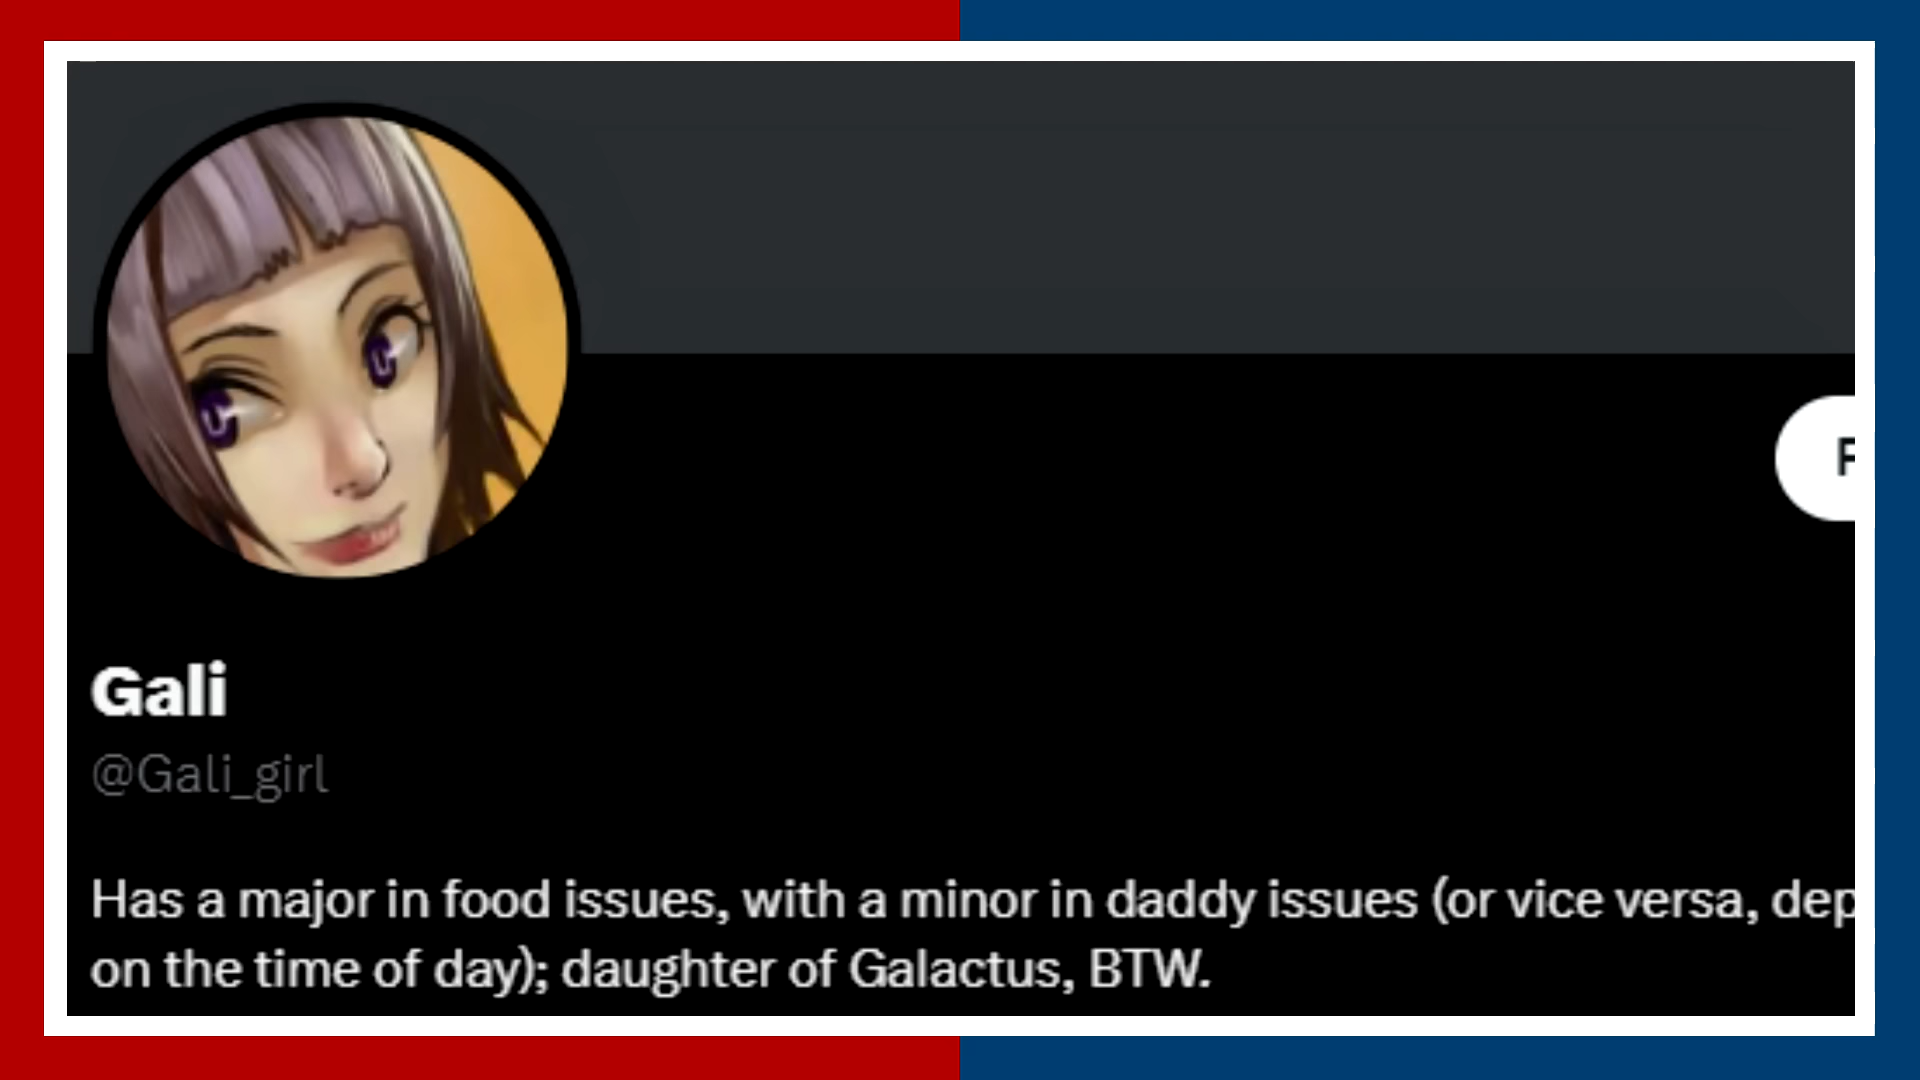 Gali
@Gali_girl
Has a major in food issues, with a minor in daddy issues (or vice versa, dep
on the time of day); daughter of Galactus, BTW.